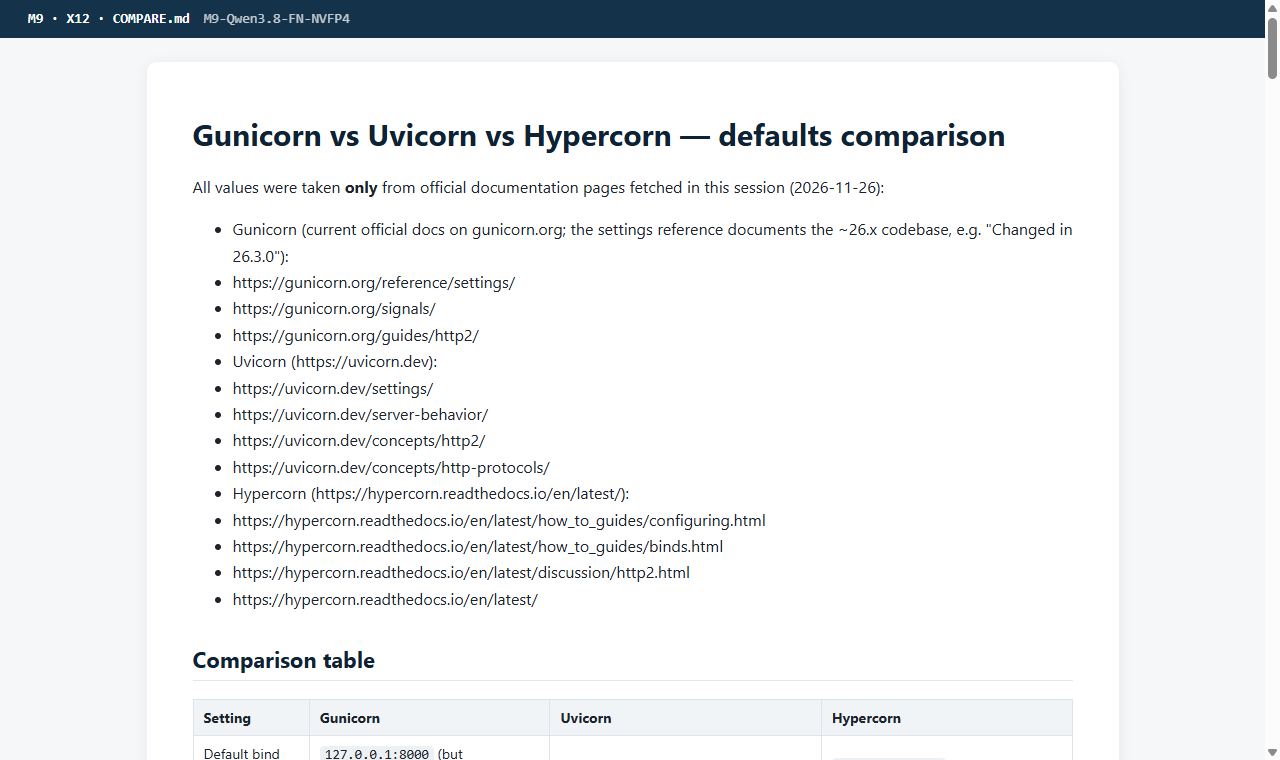 M9 · X12 · COMPARE.md M9-Qwen3.8-FN-NVFP4
Gunicorn vs Uvicorn vs Hypercorn — defaults comparison
All values were taken only from official documentation pages fetched in this session (2026-11-26):
Gunicorn (current official docs on gunicorn.org; the settings reference documents the ~26.x codebase, e.g. "Changed in
26.3.0"):
https://gunicorn.org/reference/settings/
https://gunicorn.org/signals/
https://gunicorn.org/guides/http2/
Uvicorn (https://uvicorn.dev):
https://uvicorn.dev/settings/
https://uvicorn.dev/server-behavior/
https://uvicorn.dev/concepts/http2/
https://uvicorn.dev/concepts/http-protocols/
Hypercorn (https://hypercorn.readthedocs.io/en/latest/):
https://hypercorn.readthedocs.io/en/latest/how_to_guides/configuring.html
https://hypercorn.readthedocs.io/en/latest/how_to_guides/binds.html
https://hypercorn.readthedocs.io/en/latest/discussion/http2.html
https://hypercorn.readthedocs.io/en/latest/
Comparison table
Setting Gunicorn Uvicorn Hypercorn
Default bind 127.0.0.1:8000 (but